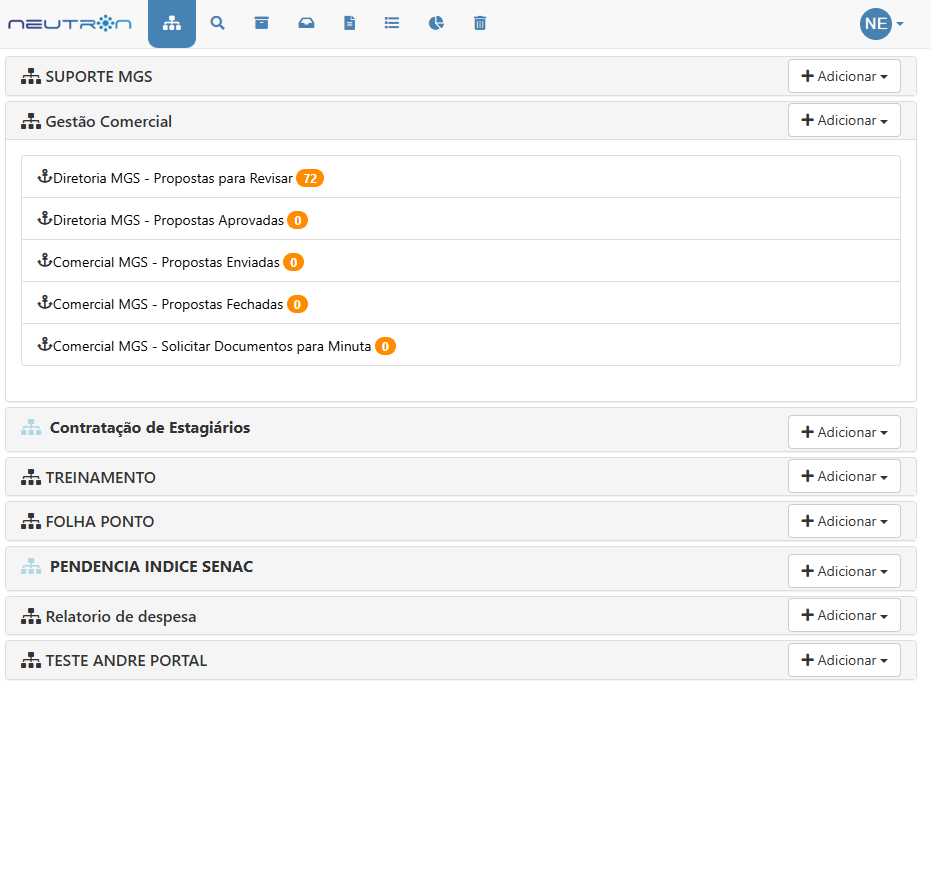 NEUTRON
NE
SUPORTE MGS
Adicionar
Gestão Comercial
Adicionar
Diretoria MGS - Propostas para Revisar 72
Diretoria MGS - Propostas Aprovadas 0
Comercial MGS - Propostas Enviadas 0
Comercial MGS - Propostas Fechadas 0
Comercial MGS - Solicitar Documentos para Minuta 0
Contratação de Estagiários
Adicionar
TREINAMENTO
Adicionar
FOLHA PONTO
Adicionar
PENDENCIA INDICE SENAC
Adicionar
Relatorio de despesa
Adicionar
TESTE ANDRE PORTAL
Adicionar